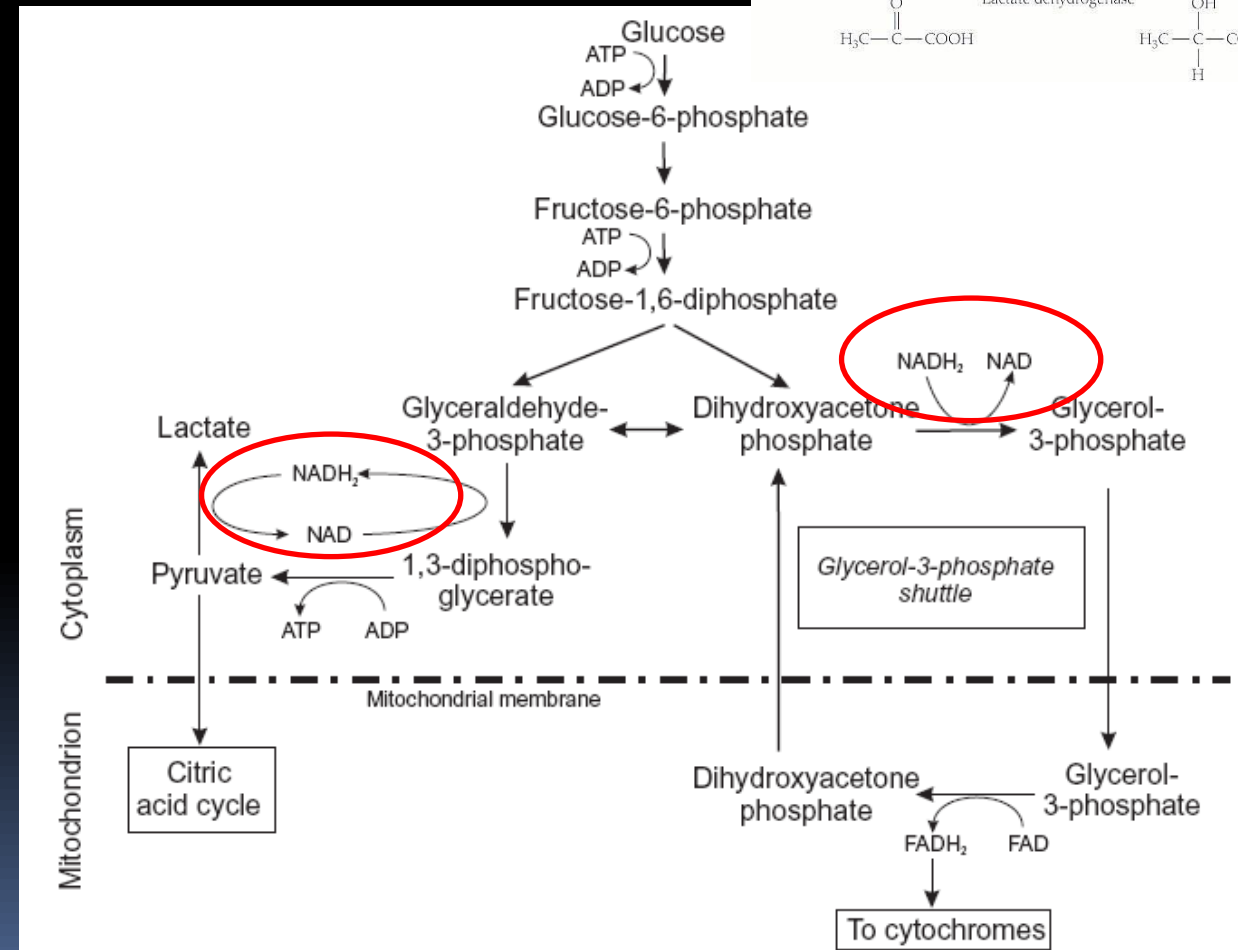 O
Lactate dehydrogenase
OH
H₃C—C—COOH
H₃C—C—C
H
Glucose
ATP
ADP
Glucose-6-phosphate
Fructose-6-phosphate
ATP
ADP
Fructose-1,6-diphosphate
NADH₂ NAD
Lactate
Glyceraldehyde-
3-phosphate
Dihydroxyacetone
phosphate
Glycerol-
3-phosphate
NADH₂
NAD
Cytoplasm
Pyruvate
1,3-diphospho-
glycerate
ATP ADP
Glycerol-3-phosphate
shuttle
Mitochondrial membrane
Mitochondrion
Citric
acid cycle
Dihydroxyacetone
phosphate
Glycerol-
3-phosphate
FADH₂ FAD
To cytochromes